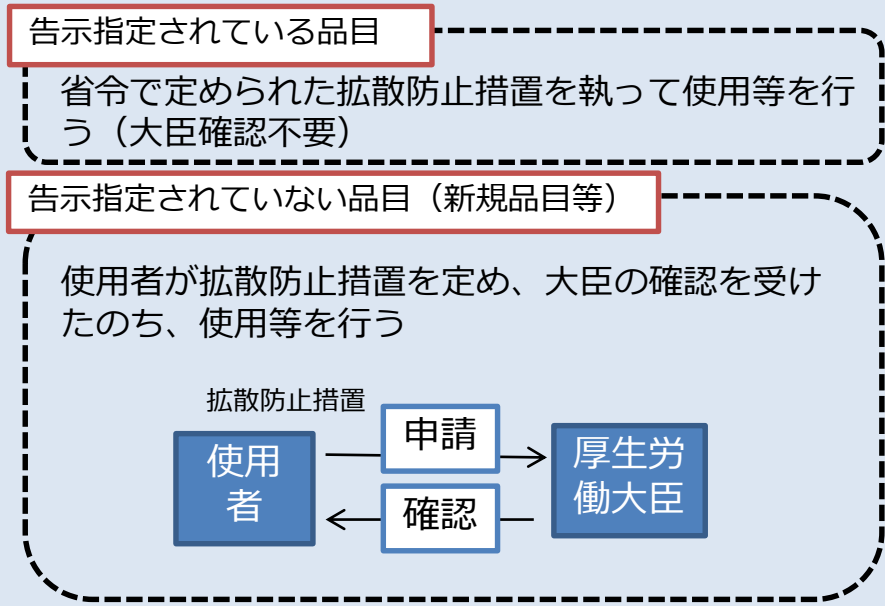 告示指定されている品目
省令で定められた拡散防止措置を執って使用等を行
う（大臣確認不要）
告示指定されていない品目（新規品目等）
使用者が拡散防止措置を定め、大臣の確認を受け
たのち、使用等を行う
拡散防止措置
申請
使用
者
厚生労
働大臣
確認